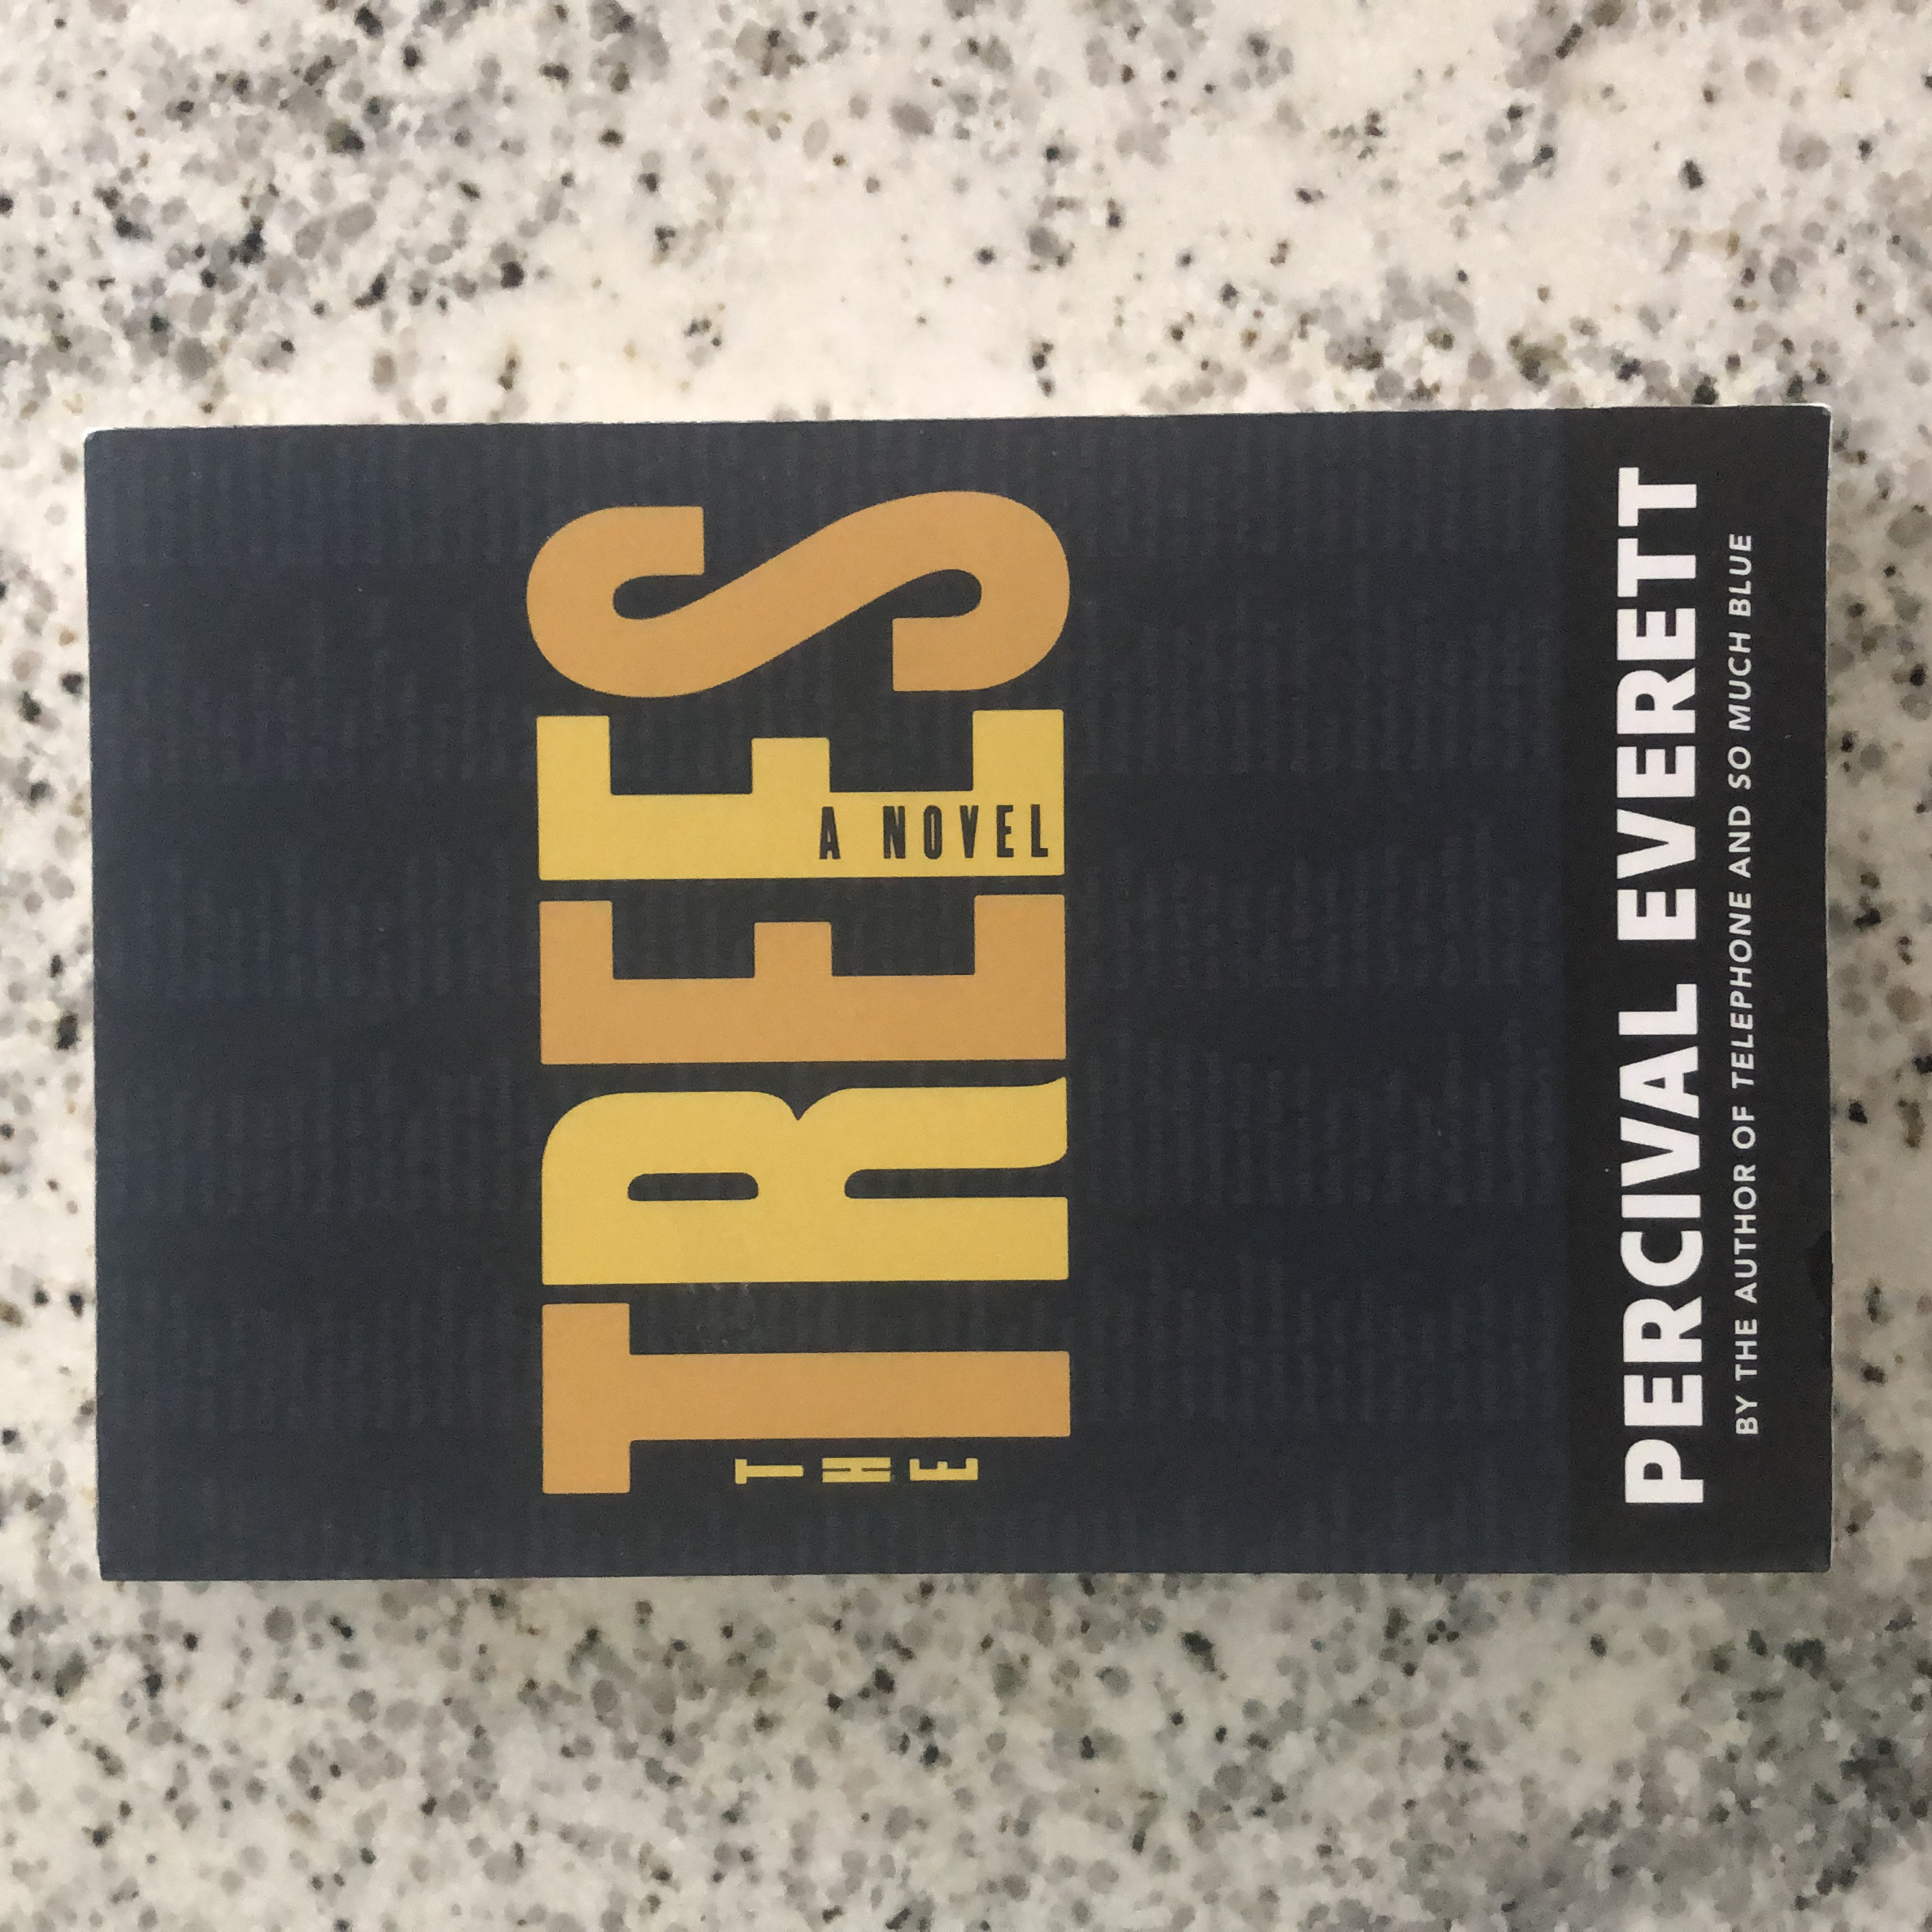 THE
TREES
A NOVEL
PERCIVAL EVERETT
BY THE AUTHOR OF TELEPHONE AND SO MUCH BLUE